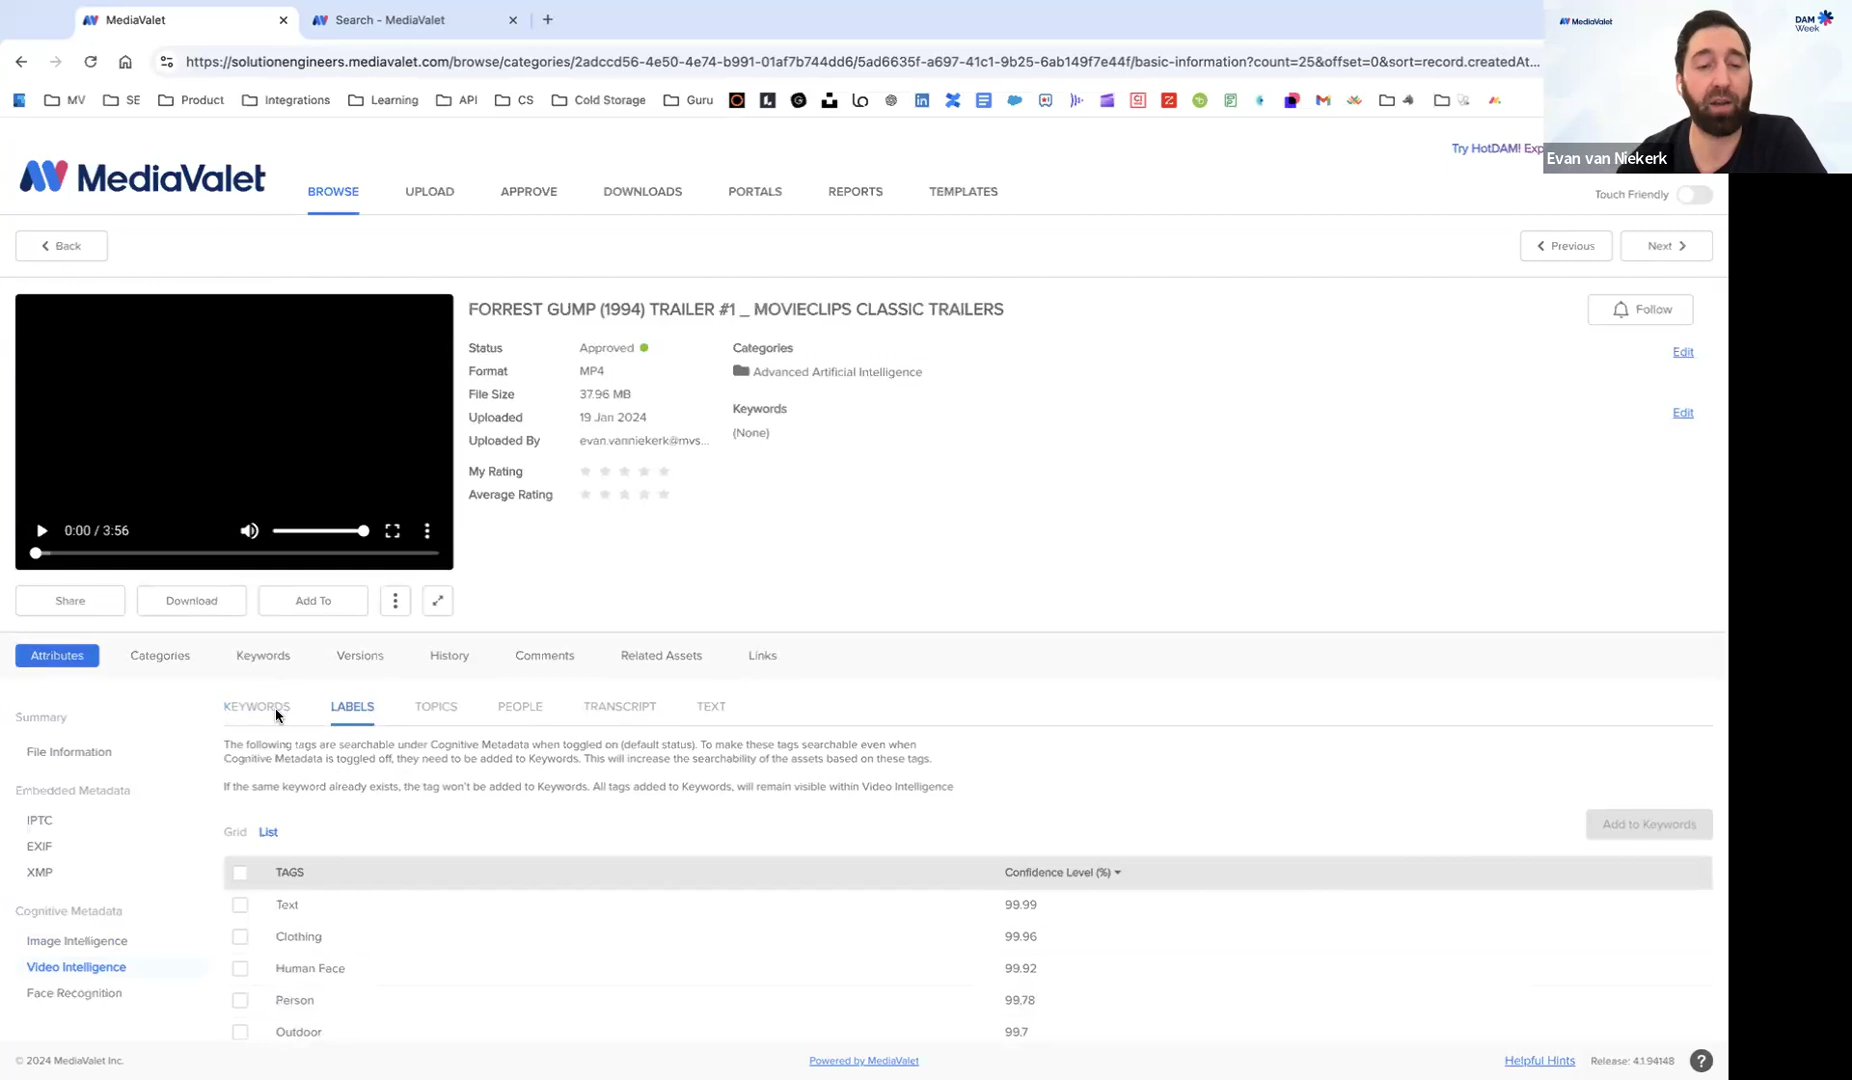 MediaValet
Search - MediaValet
https://solutionengineers.mediavalet.com/browse/categories/2adccd56-4e50-4e74-b991-01af7b744dd6/5ad6635f-a697-41c1-9b25-6ab149f7e44f/basic-information?count=25&offset=0&sort=record.createdAt...
MV SE Product Integrations Learning API CS Cold Storage Guru
MediaValet
DAM Week
Evan van Niekerk
Try HotDAM! Exp
MediaValet
BROWSE UPLOAD APPROVE DOWNLOADS PORTALS REPORTS TEMPLATES
Touch Friendly
Back
Previous Next
FORREST GUMP (1994) TRAILER #1 _ MOVIECLIPS CLASSIC TRAILERS
Follow
Status Approved Categories
Edit
Format MP4 Advanced Artificial Intelligence
File Size 37.96 MB
Keywords
Edit
Uploaded 19 Jan 2024
(None)
Uploaded By evan.vanniekerk@mvs...
My Rating
Average Rating
0:00 / 3:56
Share Download Add To
Attributes Categories Keywords Versions History Comments Related Assets Links
KEYWORDS LABELS TOPICS PEOPLE TRANSCRIPT TEXT
Summary
File Information
Embedded Metadata
IPTC
EXIF
XMP
Cognitive Metadata
Image Intelligence
Video Intelligence
Face Recognition
The following tags are searchable under Cognitive Metadata when toggled on (default status). To make these tags searchable even when
Cognitive Metadata is toggled off, they need to be added to Keywords. This will increase the searchability of the assets based on these tags.
If the same keyword already exists, the tag won't be added to Keywords. All tags added to Keywords, will remain visible within Video Intelligence
Grid List
Add to Keywords
TAGS Confidence Level (%)
Text 99.99
Clothing 99.96
Human Face 99.92
Person 99.78
Outdoor 99.7
© 2024 MediaValet Inc.
Powered by MediaValet
Helpful Hints Release: 4.1.94148 ?